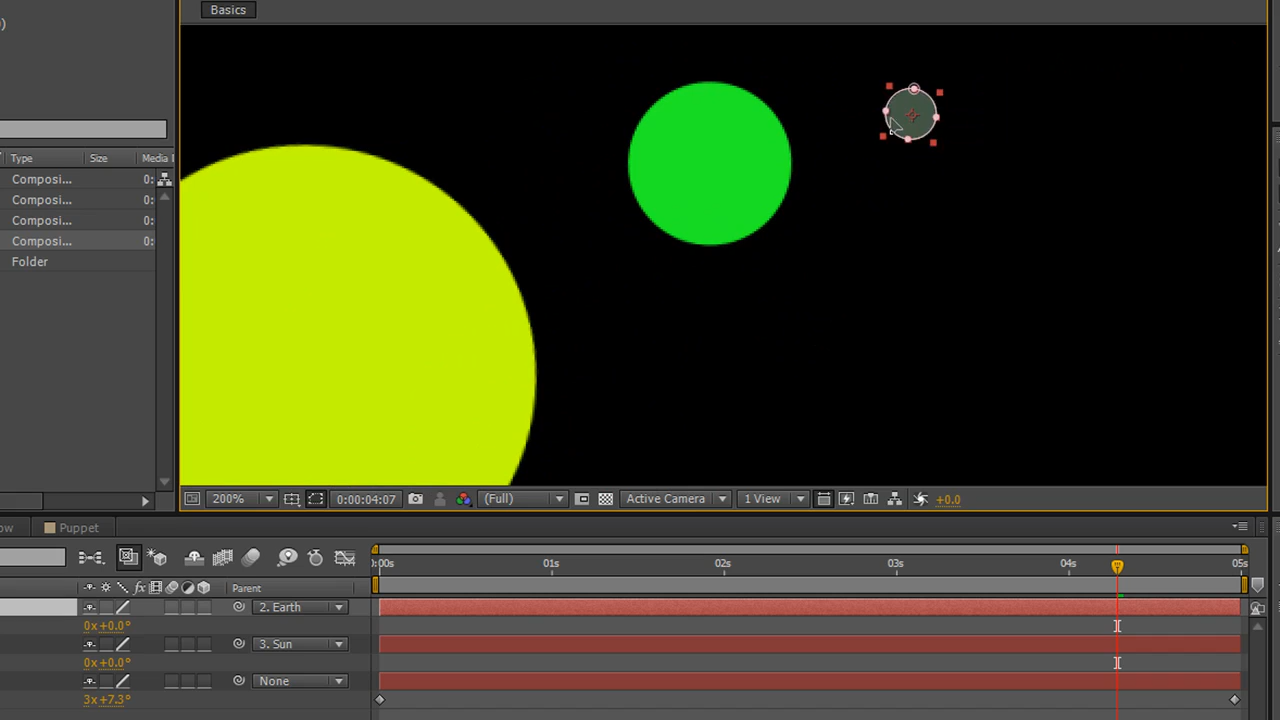 Basics
)
Type Size Media
Composi... 0:
Composi... 0:
Composi... 0:
Composi... 0:
Folder
200% 0:00:04:07 (Full) Active Camera 1 View +0.0
ow Puppet
:00s 01s 02s 03s 04s 05s
fx Parent
2. Earth
0x+0.0°
3. Sun
0x+0.0°
None
3x+7.3°